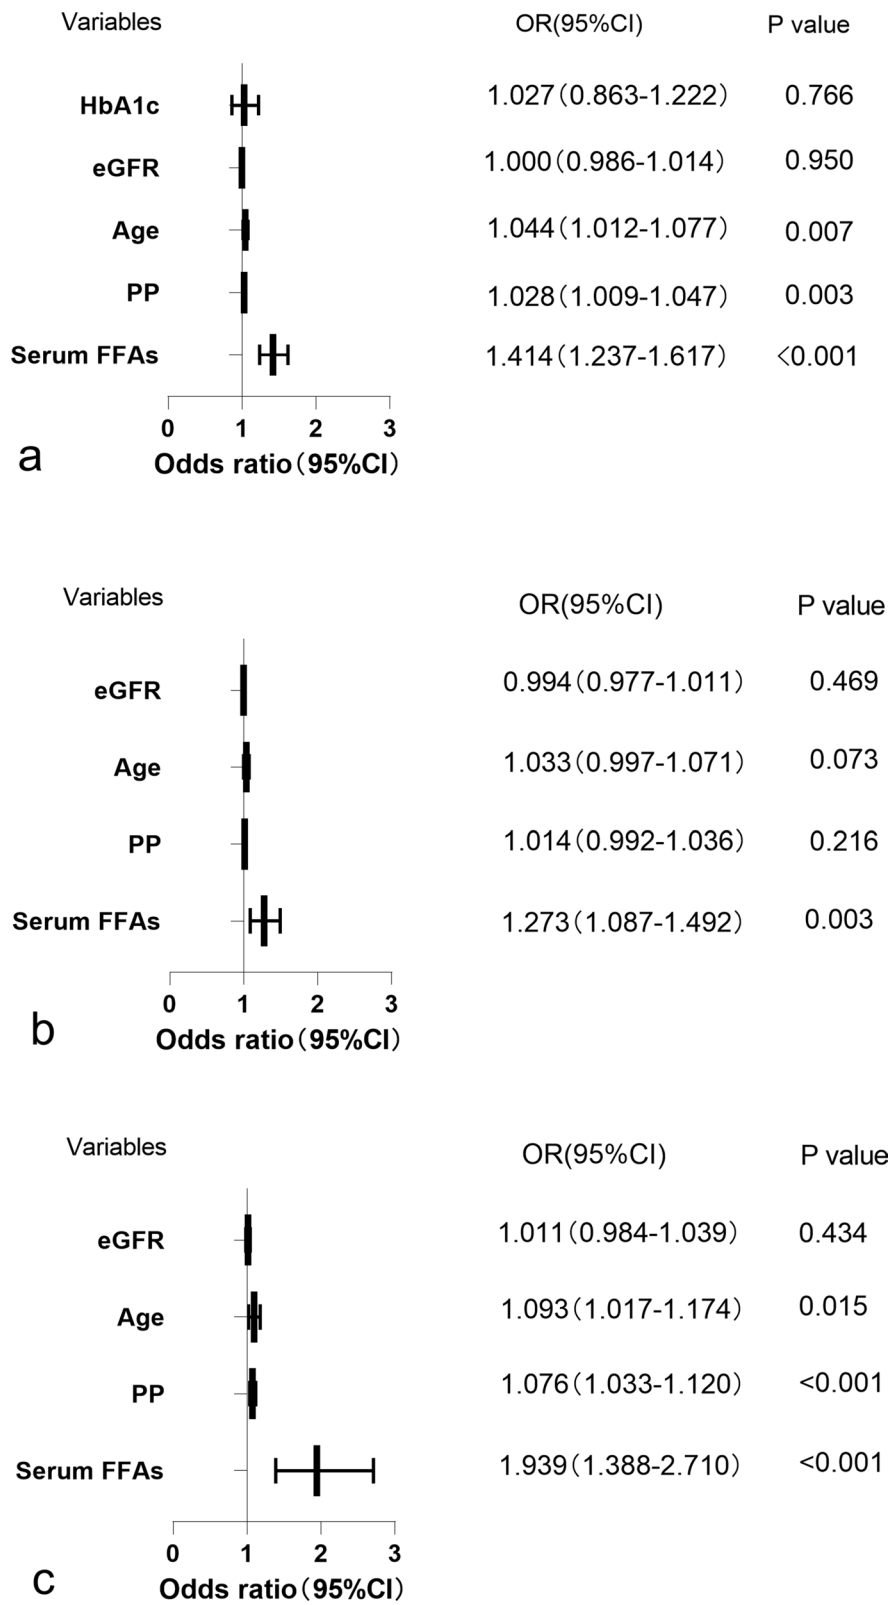 Variables OR(95%CI) P value
HbA1c 1.027(0.863-1.222) 0.766
eGFR 1.000(0.986-1.014) 0.950
Age 1.044(1.012-1.077) 0.007
PP 1.028(1.009-1.047) 0.003
Serum FFAs 1.414(1.237-1.617) <0.001
0 1 2 3
a Odds ratio(95%CI)
Variables OR(95%CI) P value
eGFR 0.994(0.977-1.011) 0.469
Age 1.033(0.997-1.071) 0.073
PP 1.014(0.992-1.036) 0.216
Serum FFAs 1.273(1.087-1.492) 0.003
0 1 2 3
b Odds ratio(95%CI)
Variables OR(95%CI) P value
eGFR 1.011(0.984-1.039) 0.434
Age 1.093(1.017-1.174) 0.015
PP 1.076(1.033-1.120) <0.001
Serum FFAs 1.939(1.388-2.710) <0.001
0 1 2 3
c Odds ratio(95%CI)